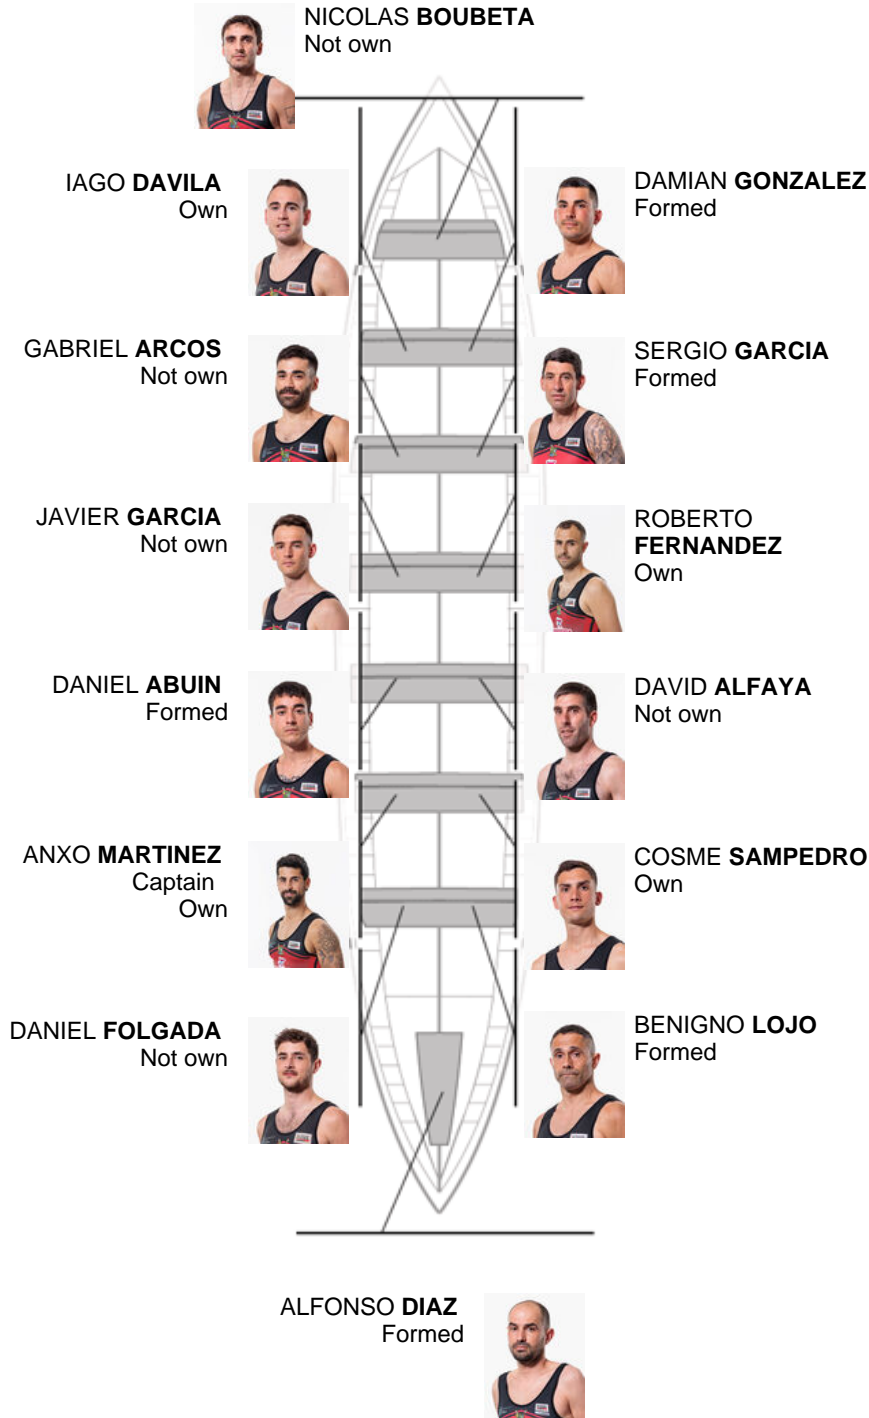 NICOLAS BOUBETA
Not own
IAGO DAVILA
Own
DAMIAN GONZALEZ
Formed
GABRIEL ARCOS
Not own
SERGIO GARCIA
Formed
JAVIER GARCIA
Not own
ROBERTO
FERNANDEZ
Own
DANIEL ABUIN
Formed
DAVID ALFAYA
Not own
ANXO MARTINEZ
Captain
Own
COSME SAMPEDRO
Own
DANIEL FOLGADA
Not own
BENIGNO LOJO
Formed
ALFONSO DIAZ
Formed